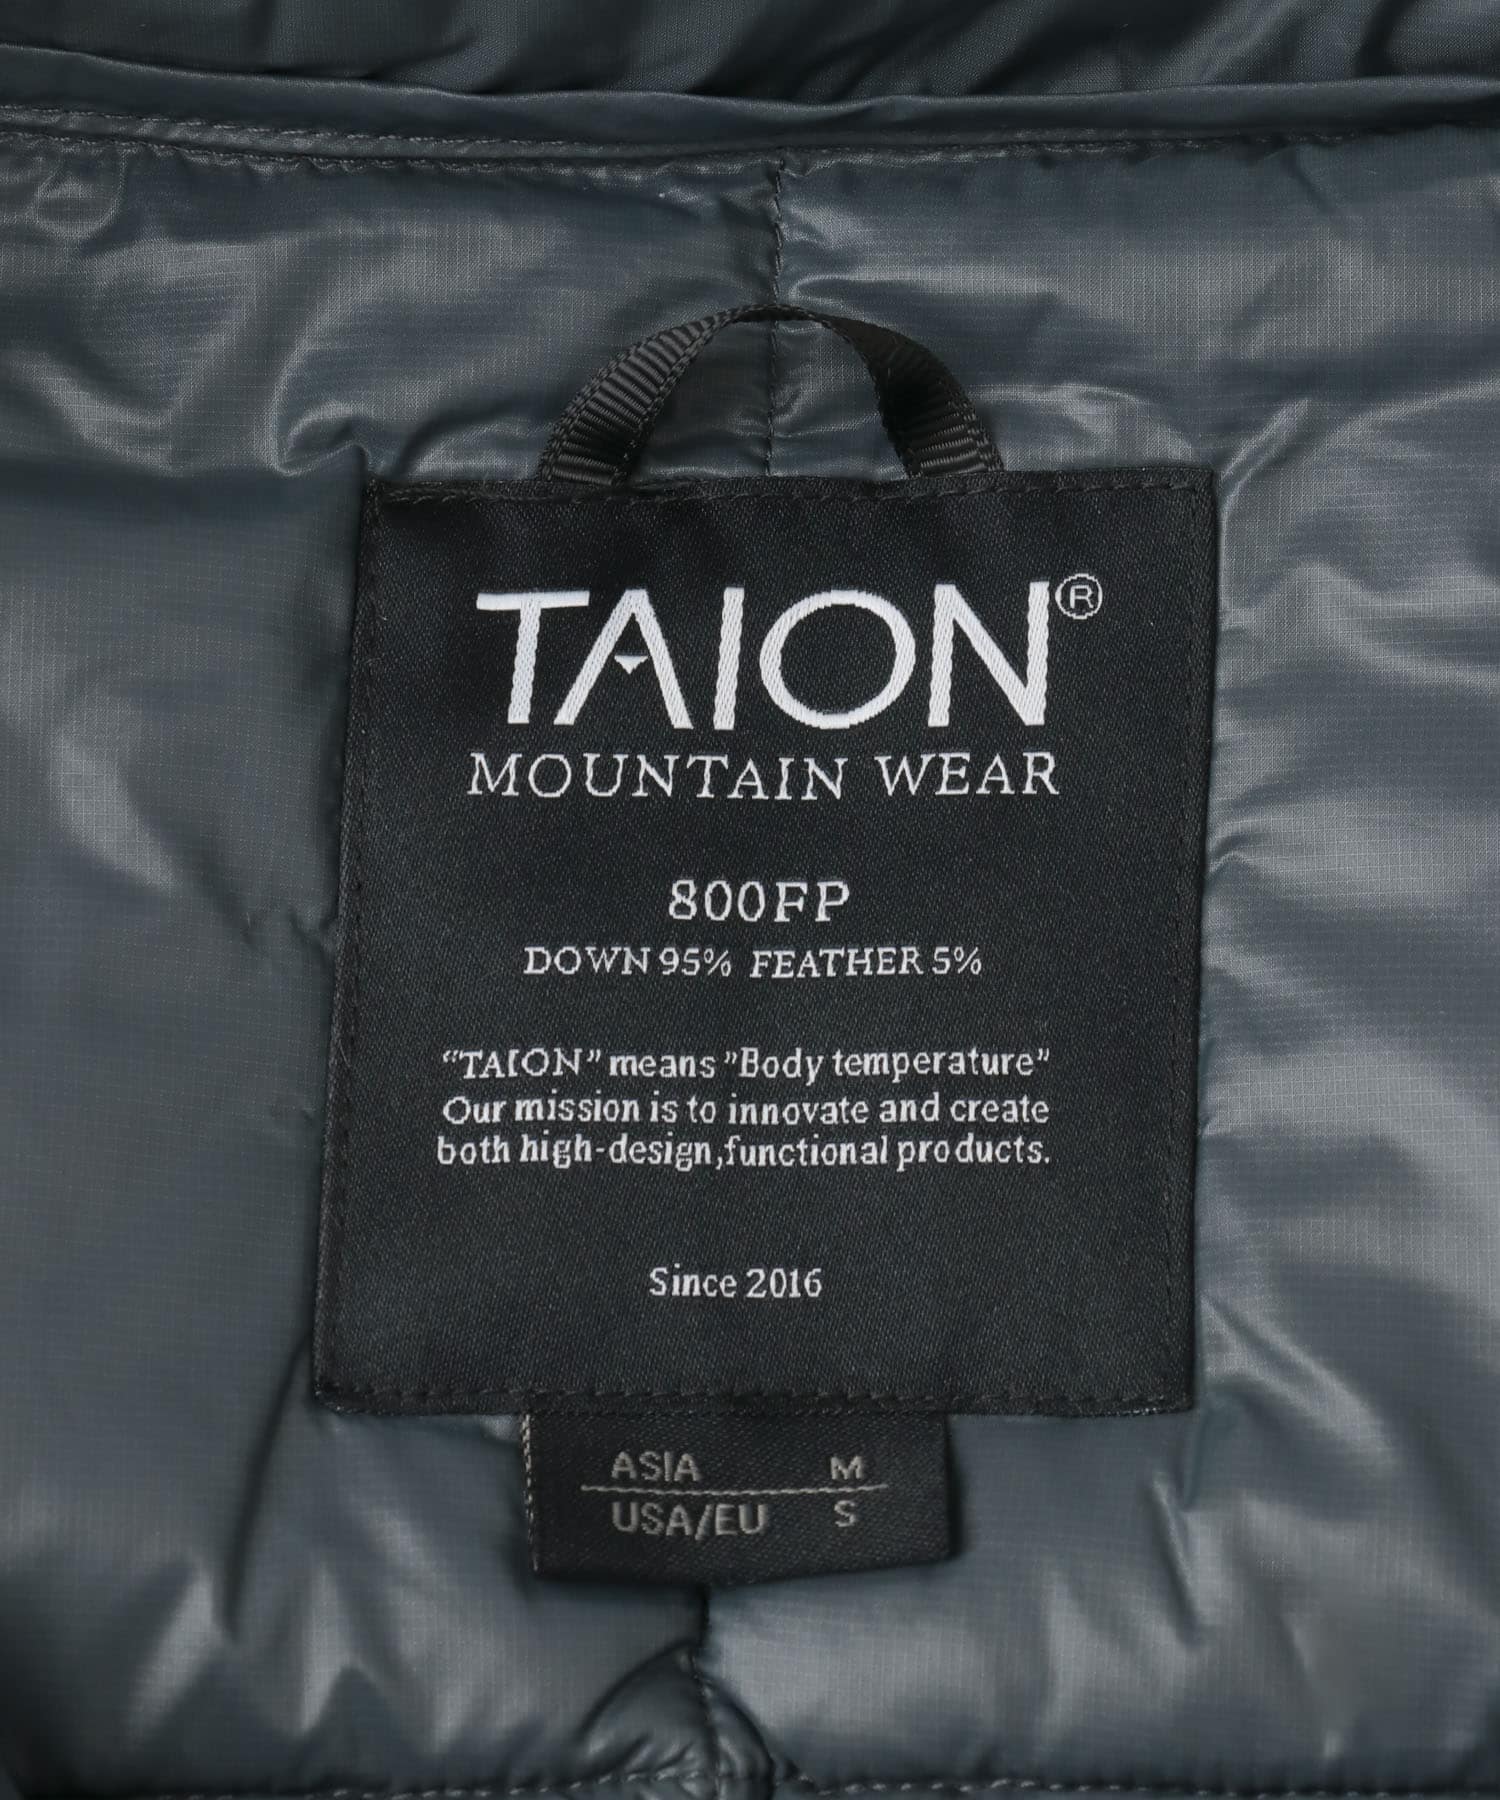 TAION®
MOUNTAIN WEAR
800FP
DOWN 95% FEATHER 5%
“TAION” means ”Body temperature”
Our mission is to innovate and create
both high-design,functional products.
Since 2016
ASIA M
USA/EU S